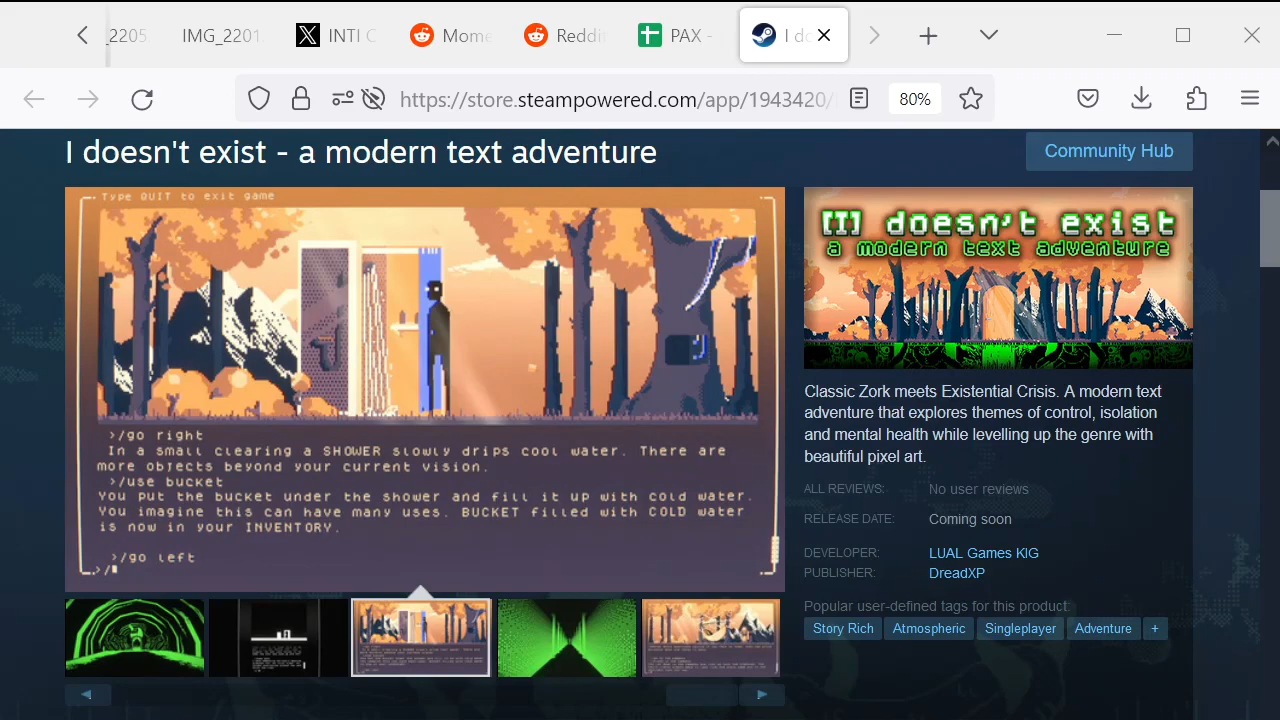 _2205
IMG_2201
INTI C
Mome
Reddi
PAX -
I do
https://store.steampowered.com/app/1943420/
80%
I doesn't exist - a modern text adventure
Community Hub
Type QUIT to exit game
>/go right
In a small clearing a SHOWER slowly drips cool water. There are
more objects beyond your current vision.
>/use bucket
You put the bucket under the shower and fill it up with cold water.
You imagine this can have many uses. BUCKET filled with COLD water
is now in your INVENTORY.
>/go left
>/
[I] doesn't exist
a modern text adventure
Classic Zork meets Existential Crisis. A modern text
adventure that explores themes of control, isolation
and mental health while levelling up the genre with
beautiful pixel art.
ALL REVIEWS: No user reviews
RELEASE DATE: Coming soon
DEVELOPER: LUAL Games KIG
PUBLISHER: DreadXP
Popular user-defined tags for this product:
Story Rich Atmospheric Singleplayer Adventure +